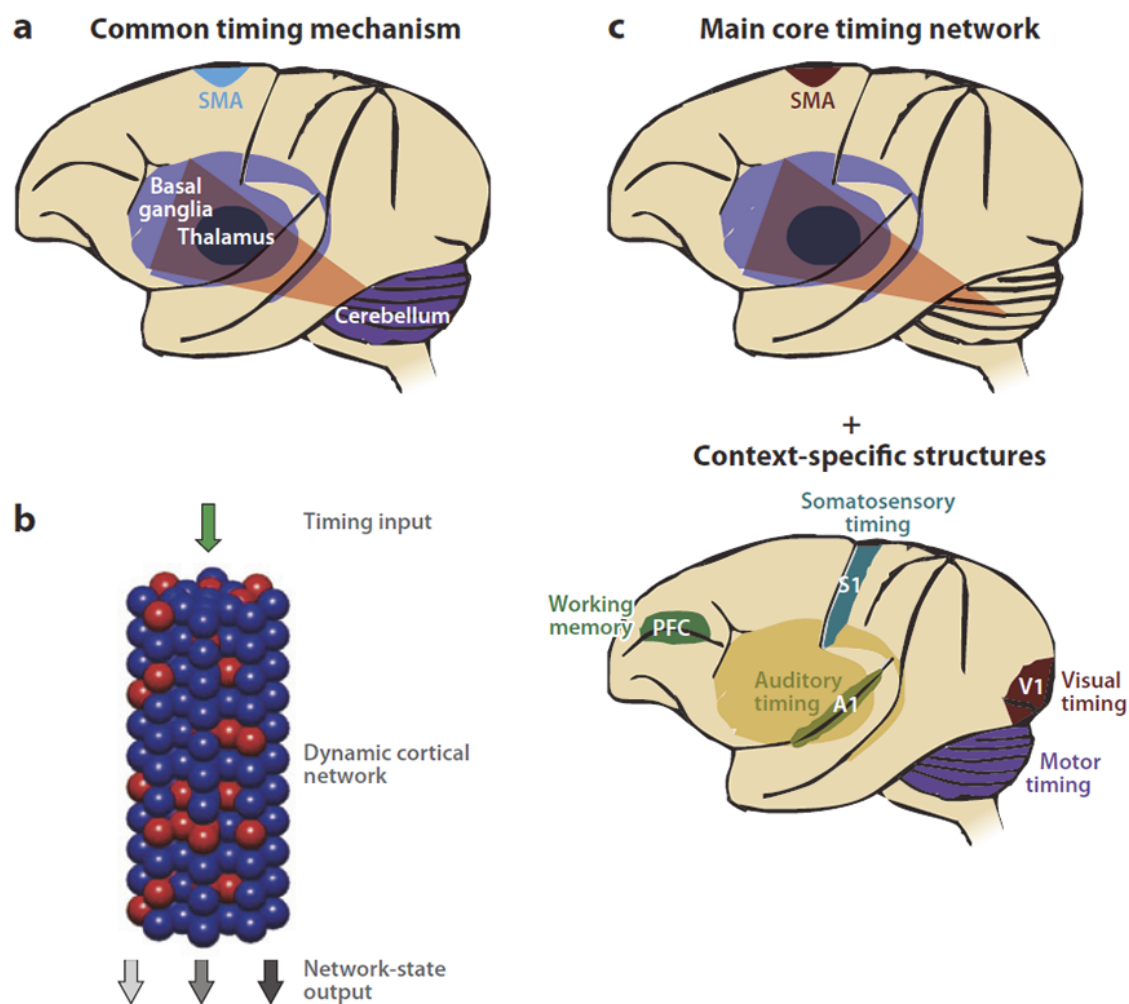 a Common timing mechanism
SMA
Basal
ganglia
Thalamus
Cerebellum
b
Timing input
Dynamic cortical
network
Network-state
output
c Main core timing network
SMA
+
Context-specific structures
Somatosensory
timing
S1
Working
memory
PFC
Auditory
timing
A1
V1
Visual
timing
Motor
timing